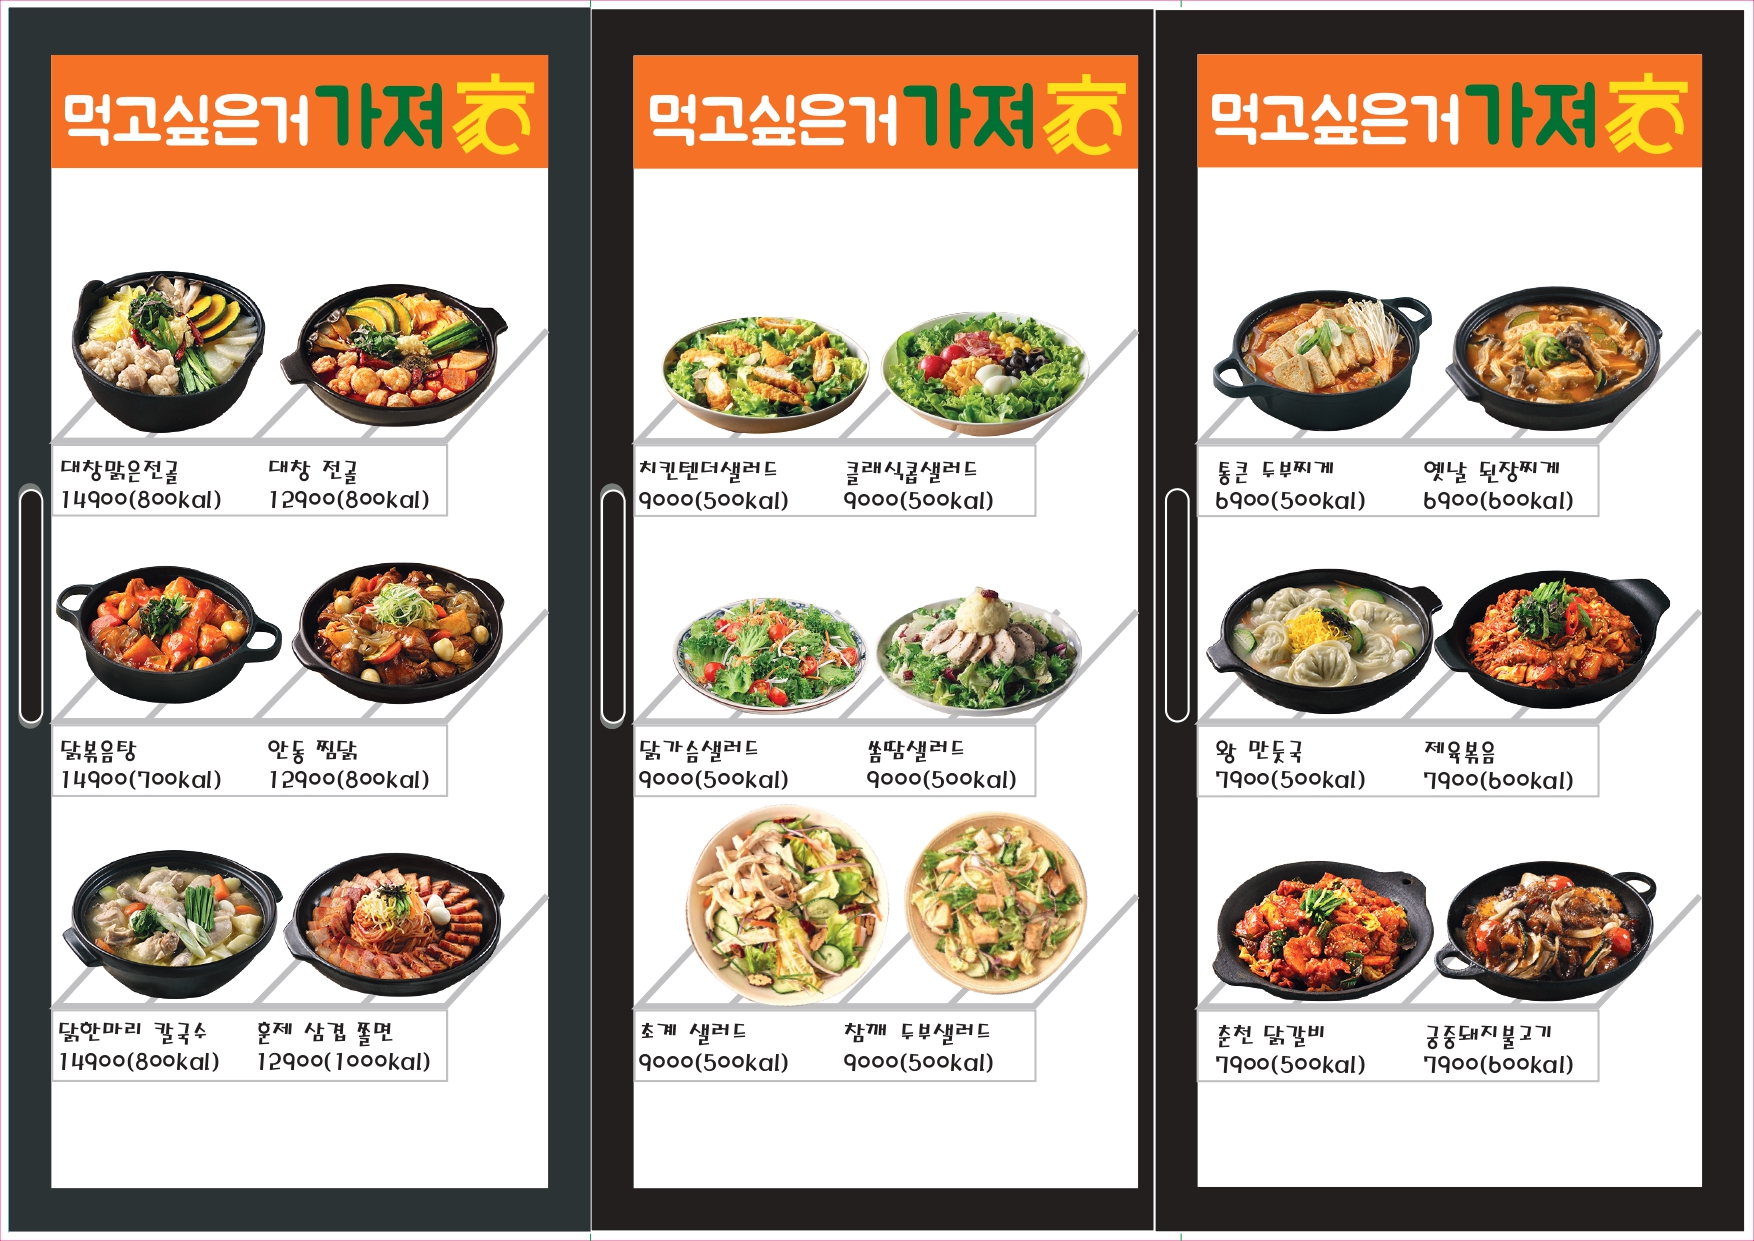 먹고싶은거가져家
대창맑은전골 대창 전골
14900(800kal) 12900(800kal)
닭볶음탕 안동 찜닭
14900(700kal) 12900(800kal)
닭한마리 칼국수 훈제 삼겹 쫄면
14900(800kal) 12900(1000kal)
먹고싶은거가져家
치킨텐더샐러드 클래식콥샐러드
9000(500kal) 9000(500kal)
닭가슴샐러드 쏨땀샐러드
9000(500kal) 9000(500kal)
초계 샐러드 참깨 두부샐러드
9000(500kal) 9000(500kal)
먹고싶은거가져家
통큰 두부찌게 옛날 된장찌게
6900(500kal) 6900(600kal)
왕 만둣국 제육볶음
7900(500kal) 7900(600kal)
춘천 닭갈비 궁중돼지불고기
7900(500kal) 7900(600kal)